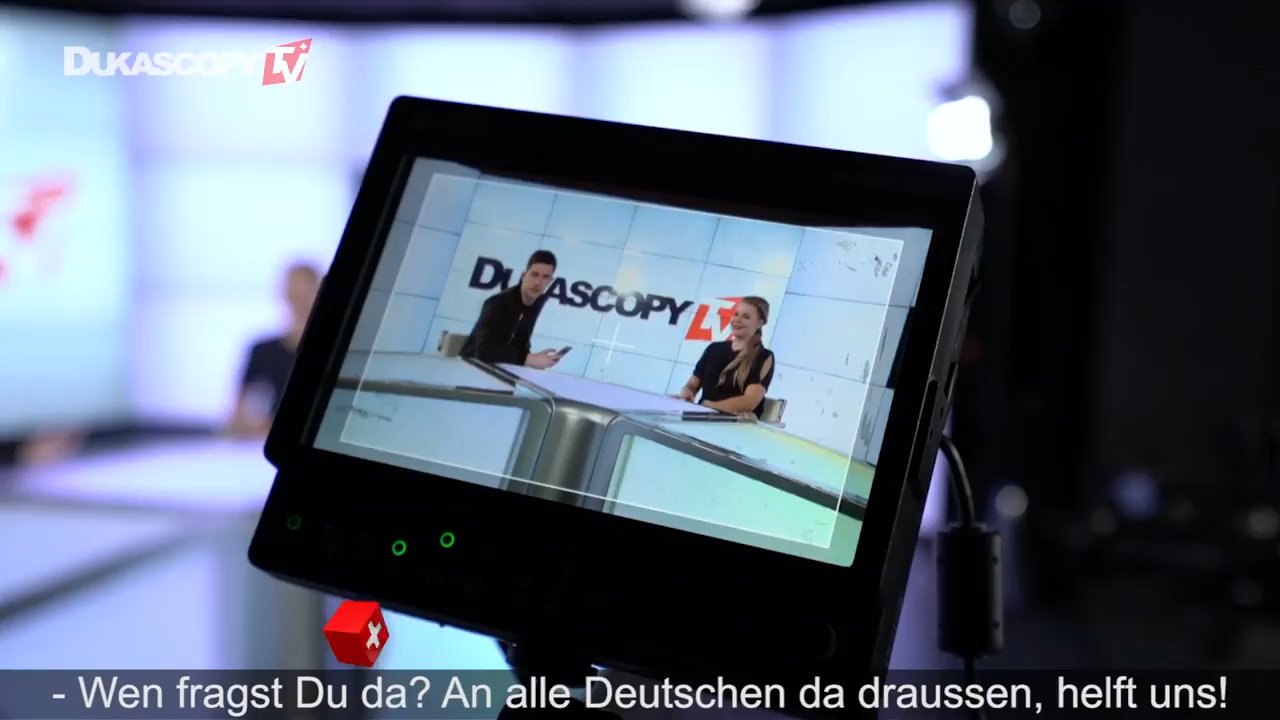 DUKASCOPY TV
DUKASCOPY TV
- Wen fragst Du da? An alle Deutschen da draussen, helft uns!